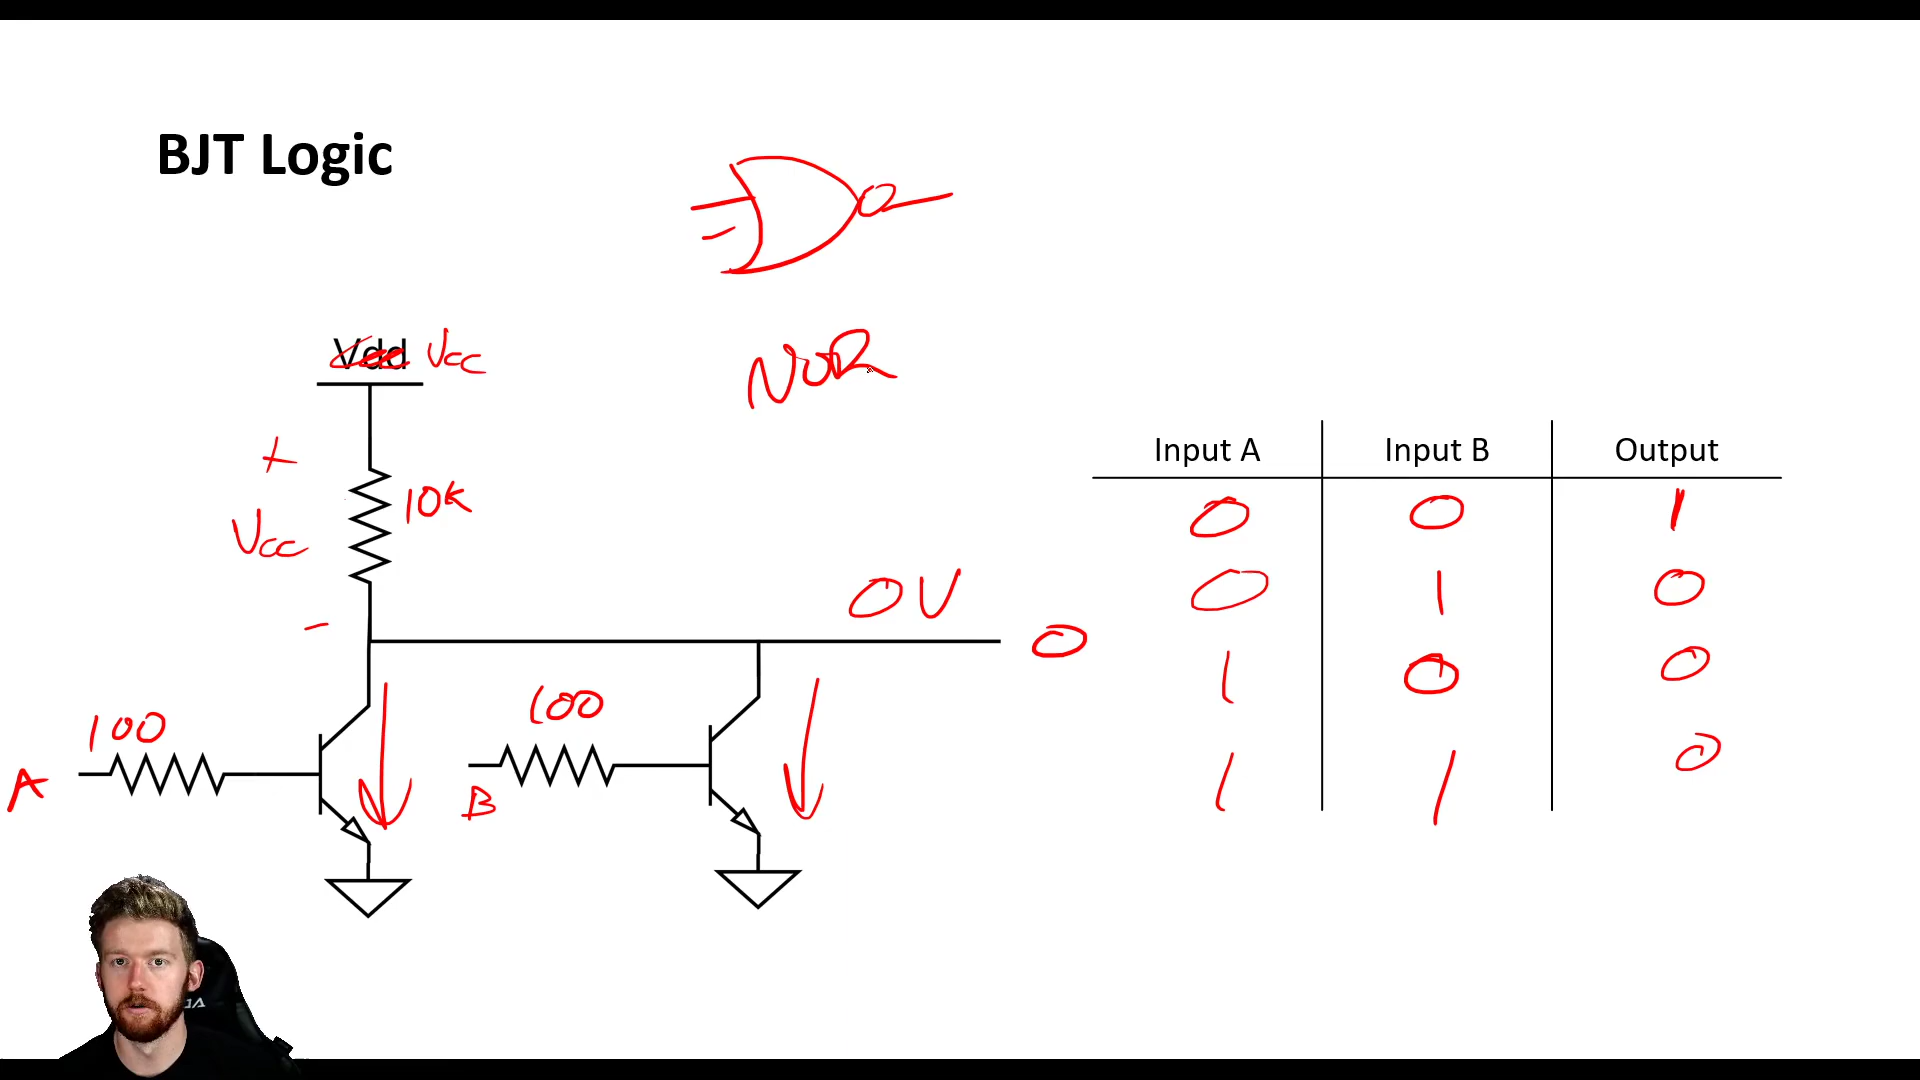 BJT Logic
Vdd Vcc
NOR
+
10K
Vcc
-
0V
0
100
100
A
B
Input A Input B Output
0 0 1
0 1 0
1 0 0
1 1 0